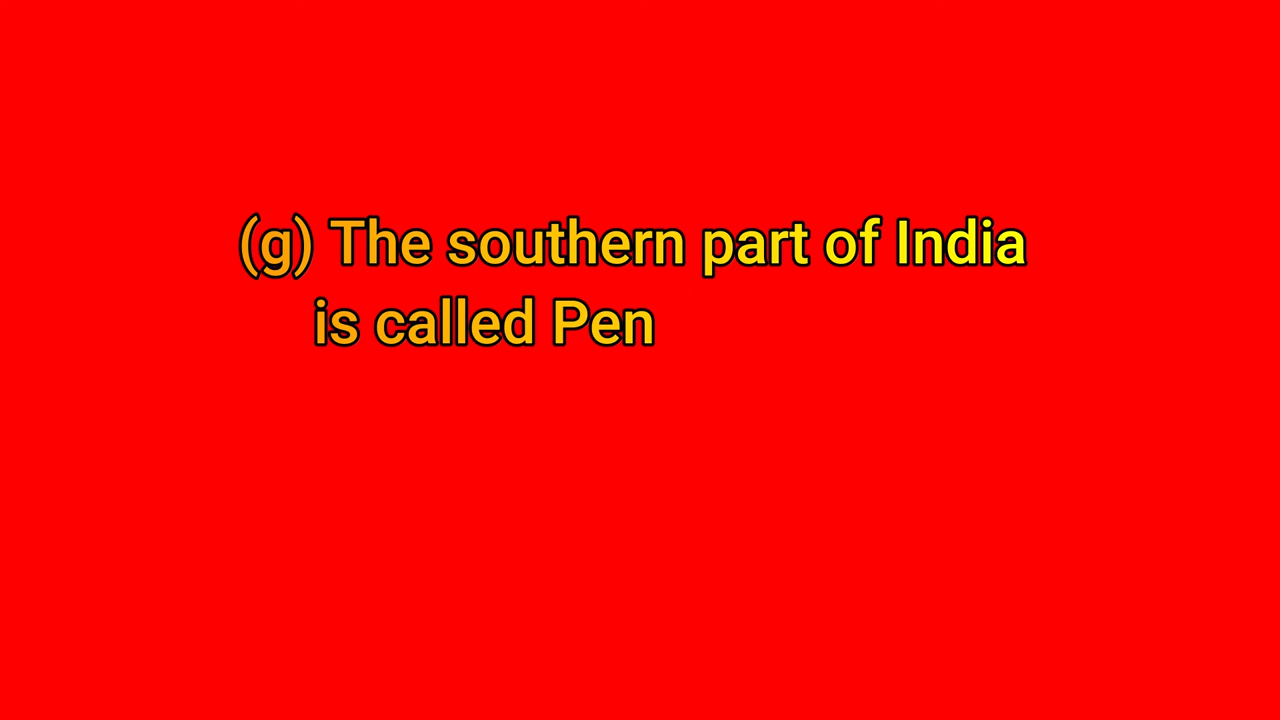 (g) The southern part of India
is called Pen